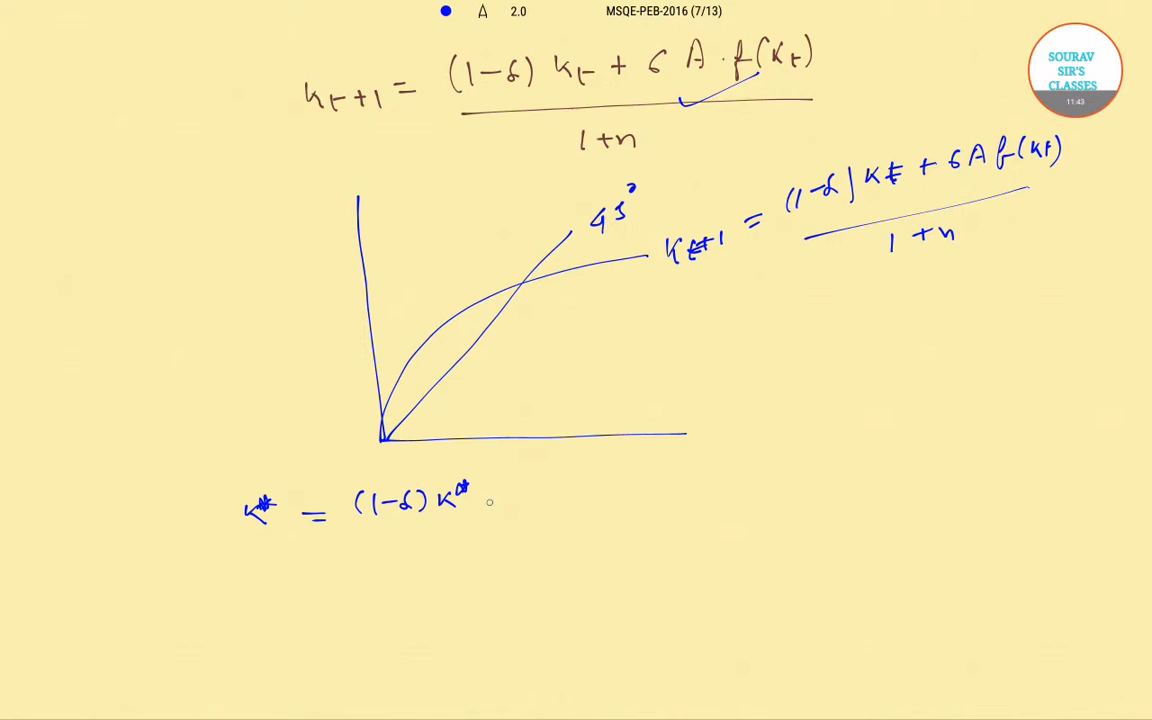 A 2.0 MSQE-PEB-2016 (7/13)
SOURAV
SIR'S
CLASSES
11:43
Kt+1 = (1-δ) Kt + б A · f(Kt)
1+n
45°
Kt+1 = (1-δ) Kt + б A f(Kt)
1+n
K* = (1-δ) K*